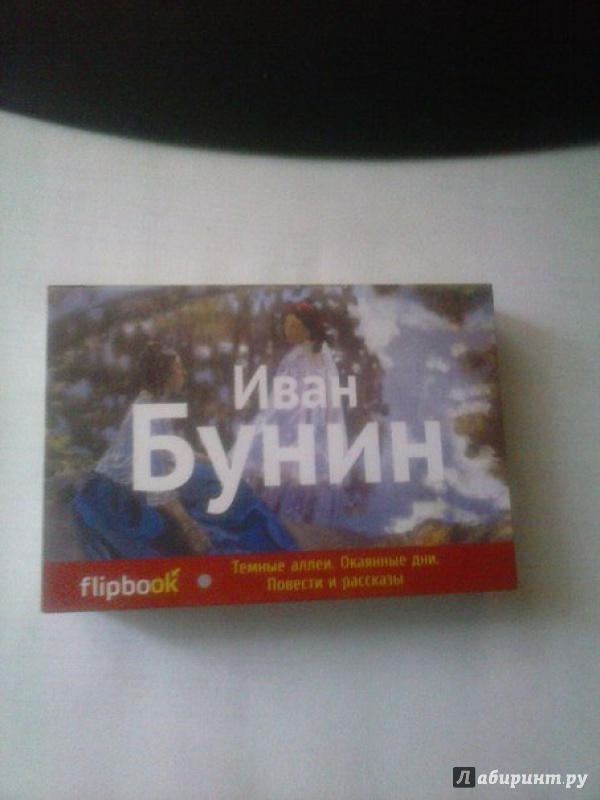 Иван
Бунин
flipbook
Темные аллеи. Окаянные дни.
Повести и рассказы
Лабиринт.ру